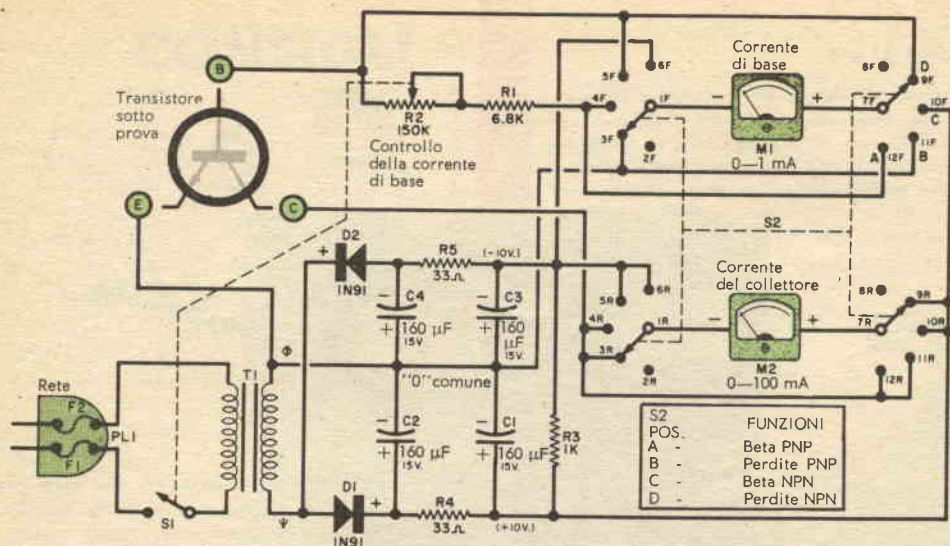 B
Transistore
sotto
prova
E
C
R2
150K
Controllo
della corrente
di base
R1
6.8K
5F
6F
4F
1F
3F
2F
Corrente
di base
-
+
M1
0—1 mA
8F
D
9F
7F
10F
C
11F
A
12F
B
S2
D2
+
1N91
R5
33Ω
(-10V.)
C4
-
+ 160 µF
15V.
C3
-
+ 160
µF
15V.
Φ
"0" comune
C2
-
+ 160 µF
15V.
C1
-
+ 160 µF
15V.
R3
1K
D1
+
1N91
R4
33Ω
(+10V.)
Ψ
T1
Rete
F2
F1
PL1
S1
5R
6R
4R
1R
3R
2R
Corrente
del collettore
-
+
M2
0—100 mA
8R
9R
7R
10R
11R
12R
S2
POS. FUNZIONI
A - Beta PNP
B - Perdite PNP
C - Beta NPN
D - Perdite NPN